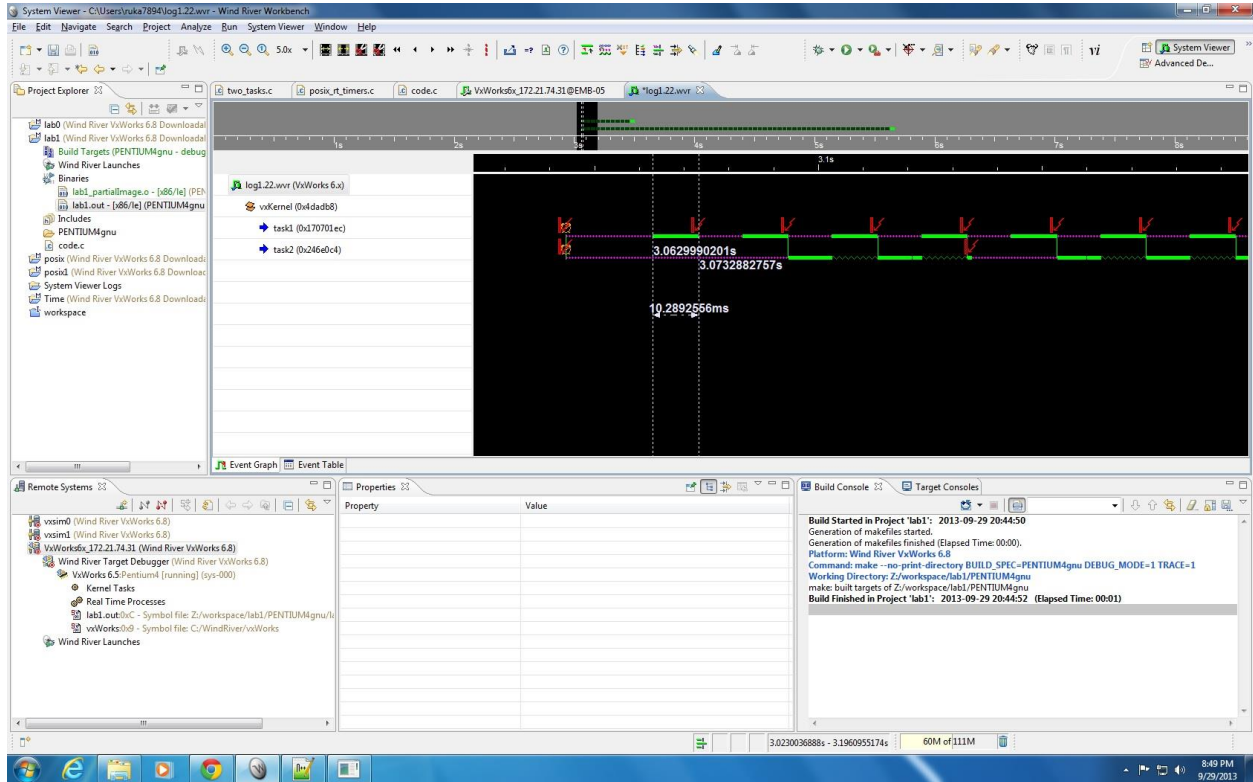 System Viewer - C:\Users\ruka7894\log1.22.wvr - Wind River Workbench
File Edit Navigate Search Project Analyze Run System Viewer Window Help
5.0x
System Viewer
Advanced De...
Project Explorer
two_tasks.c posix_rt_timers.c code.c VxWorks6x_172.21.74.31@EMB-05 *log1.22.wvr
lab0 (Wind River VxWorks 6.8 Downloadal
lab1 (Wind River VxWorks 6.8 Downloadal
Build Targets (PENTIUM4gnu - debug
Wind River Launches
Binaries
lab1_partialImage.o - [x86/le] (PEN
lab1.out - [x86/le] (PENTIUM4gnu
Includes
PENTIUM4gnu
code.c
posix (Wind River VxWorks 6.8 Downloada
posix1 (Wind River VxWorks 6.8 Downloac
System Viewer Logs
Time (Wind River VxWorks 6.8 Downloada
workspace
1s 2s 3s 4s 5s 6s 7s 8s
3.1s
log1.22.wvr (VxWorks 6.x)
vxKernel (0x4dadb8)
task1 (0x170701ec)
task2 (0x246e0c4)
3.0629990201s
3.0732882757s
10.2892556ms
Event Graph Event Table
Remote Systems
vxsim0 (Wind River VxWorks 6.8)
vxsim1 (Wind River VxWorks 6.8)
VxWorks6x_172.21.74.31 (Wind River VxWorks 6.8)
Wind River Target Debugger (Wind River VxWorks 6.8)
VxWorks 6.5:Pentium4 [running] (sys-000)
Kernel Tasks
Real Time Processes
lab1.out:0xC - Symbol file: Z:/workspace/lab1/PENTIUM4gnu/la
vxWorks:0x9 - Symbol file: C:/WindRiver/vxWorks
Wind River Launches
Properties
Property Value
Build Console Target Consoles
Build Started in Project 'lab1': 2013-09-29 20:44:50
Generation of makefiles started.
Generation of makefiles finished (Elapsed Time: 00:00).
Platform: Wind River VxWorks 6.8
Command: make --no-print-directory BUILD_SPEC=PENTIUM4gnu DEBUG_MODE=1 TRACE=1
Working Directory: Z:/workspace/lab1/PENTIUM4gnu
make: built targets of Z:/workspace/lab1/PENTIUM4gnu
Build Finished in Project 'lab1': 2013-09-29 20:44:52 (Elapsed Time: 00:01)
3.0230036888s - 3.1960955174s 60M of 111M
8:49 PM
9/29/2013